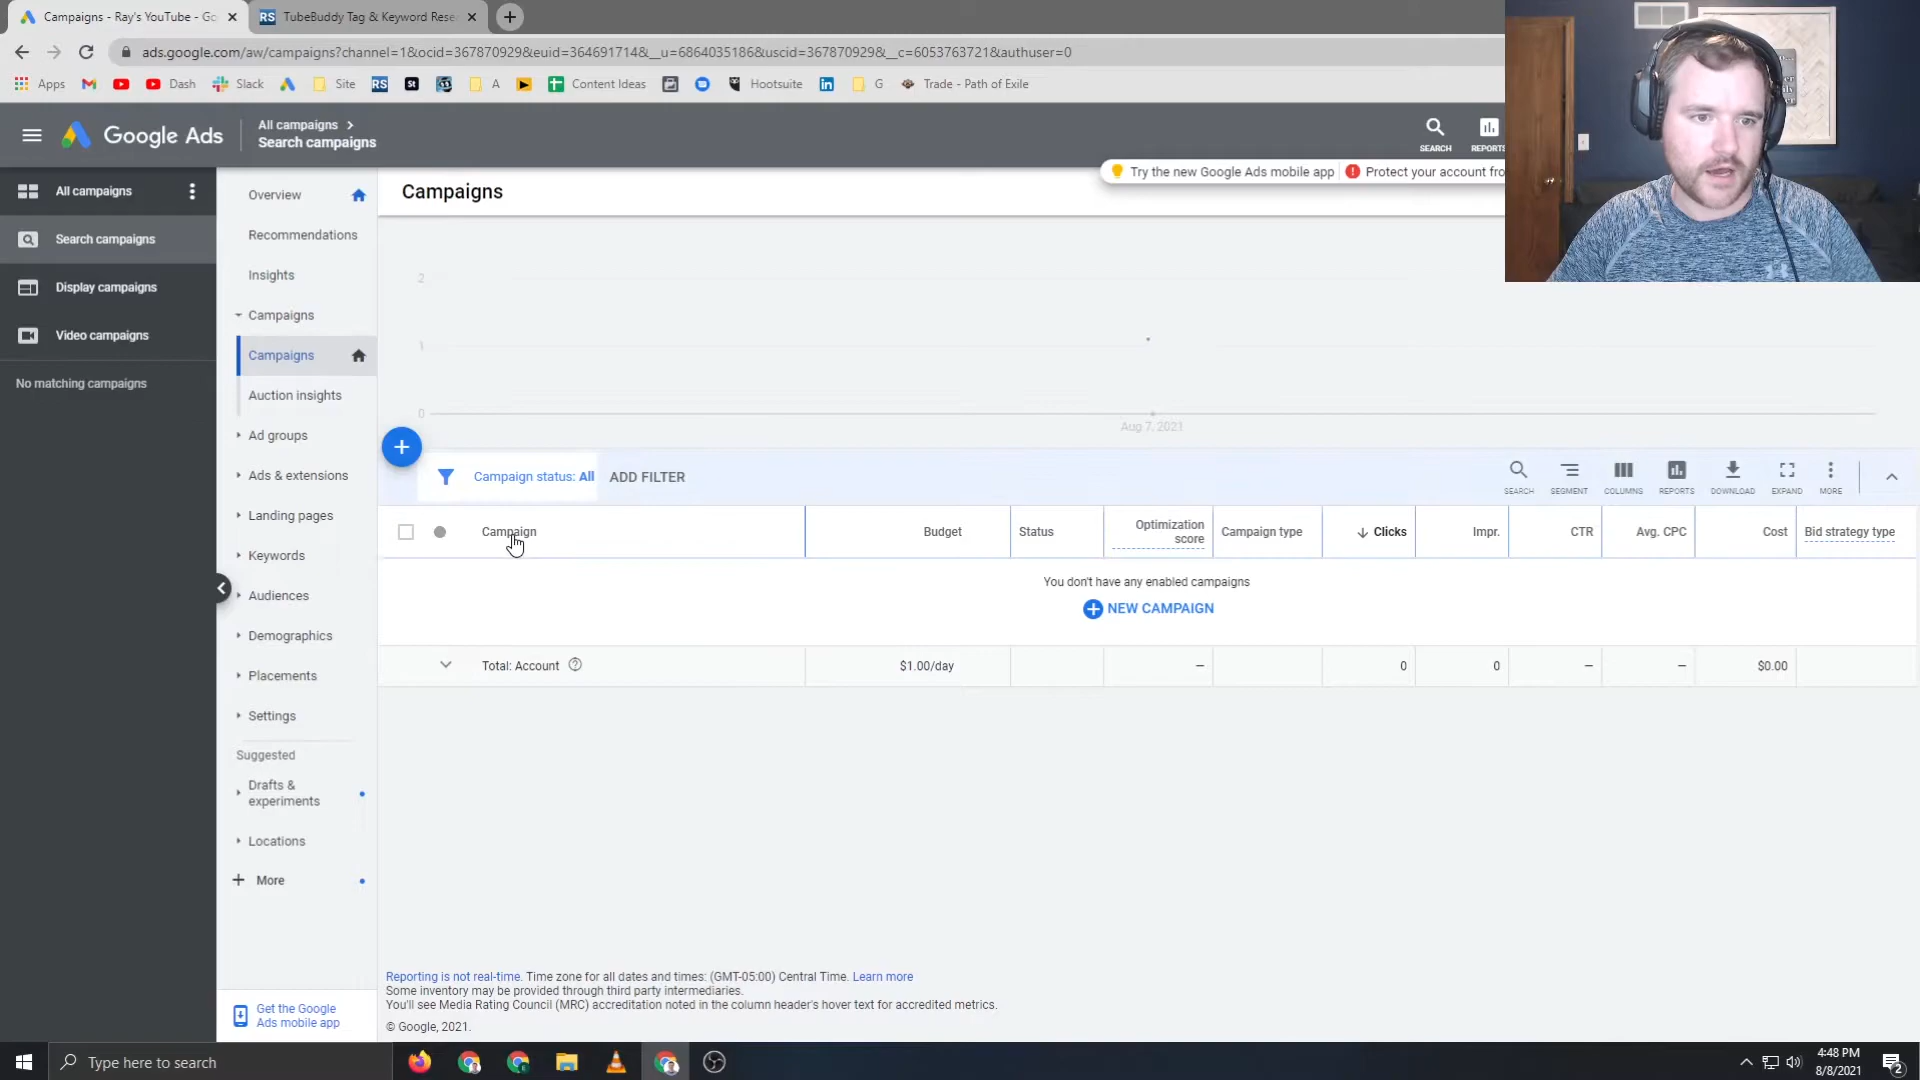 Campaigns - Ray's YouTube - Go
TubeBuddy Tag & Keyword Rese
ads.google.com/aw/campaigns?channel=1&ocid=367870929&euid=364691714&__u=6864035186&uscid=367870929&__c=6053763721&authuser=0
Apps
Dash
Slack
Site
RS
St
A
Content Ideas
Hootsuite
G
Trade - Path of Exile
Google Ads
All campaigns
Search campaigns
SEARCH
REPORTS
Try the new Google Ads mobile app
Protect your account fro
All campaigns
Search campaigns
Display campaigns
Video campaigns
No matching campaigns
Overview
Recommendations
Insights
Campaigns
Campaigns
Auction insights
Ad groups
Ads & extensions
Landing pages
Keywords
Audiences
Demographics
Placements
Settings
Suggested
Drafts &
experiments
Locations
More
Get the Google
Ads mobile app
Campaigns
2
1
0
Aug 7, 2021
Campaign status: All
ADD FILTER
SEARCH
SEGMENT
COLUMNS
REPORTS
DOWNLOAD
EXPAND
MORE
Campaign
Budget
Status
Optimization
score
Campaign type
Clicks
Impr.
CTR
Avg. CPC
Cost
Bid strategy type
You don't have any enabled campaigns
NEW CAMPAIGN
Total: Account
$1.00/day
–
0
0
–
–
$0.00
Reporting is not real-time. Time zone for all dates and times: (GMT-05:00) Central Time. Learn more
Some inventory may be provided through third party intermediaries.
You'll see Media Rating Council (MRC) accreditation noted in the column header's hover text for accredited metrics.
© Google, 2021.
Type here to search
4:48 PM
8/8/2021
2